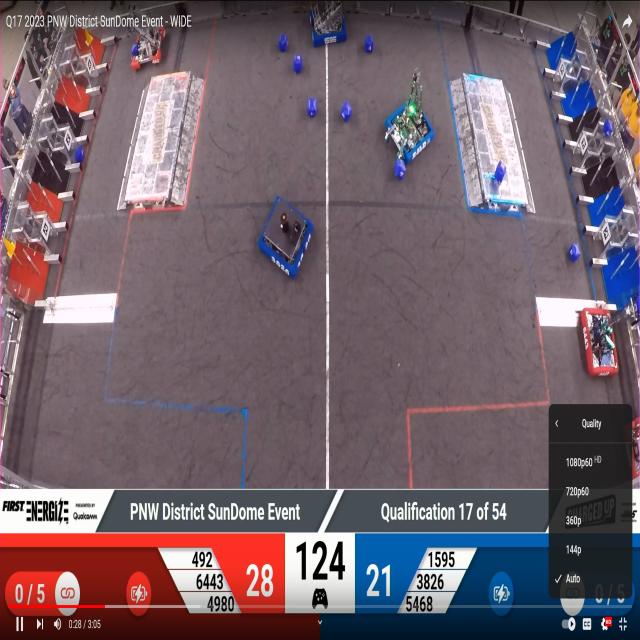 Q17 2023 PNW District SunDome Event - WIDE
Quality
1080p60 HD
720p60
360p
144p
Auto
FIRST ENERGIZE PRESENTED BY Qualcomm
PNW District SunDome Event
Qualification 17 of 54
CHARGED UP
492
6443
4980
28
124
21
1595
3826
5468
0 / 5
0 / 5
0:28 / 3:05